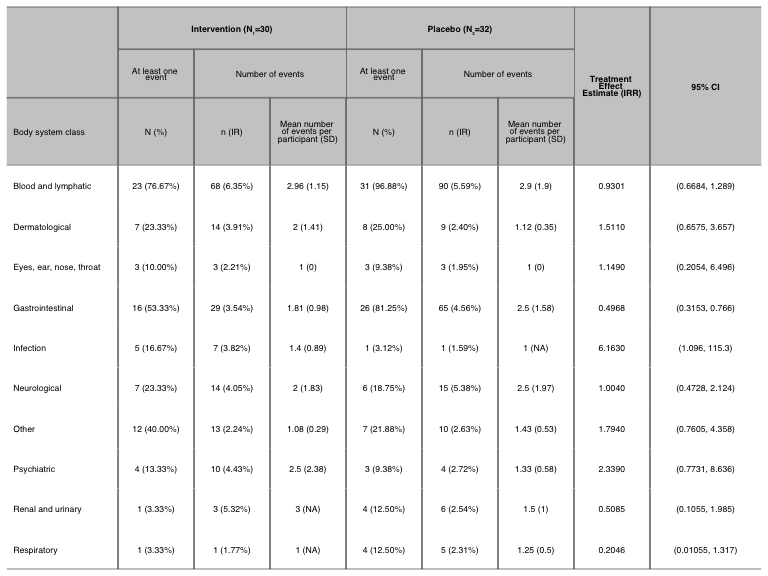 Intervention (N₁=30) Placebo (N₂=32)
At least one event Number of events At least one event Number of events Treatment Effect Estimate (IRR) 95% CI
Body system class N (%) n (IR) Mean number of events per participant (SD) N (%) n (IR) Mean number of events per participant (SD)
Blood and lymphatic 23 (76.67%) 68 (6.35%) 2.96 (1.15) 31 (96.88%) 90 (5.59%) 2.9 (1.9) 0.9301 (0.6684, 1.289)
Dermatological 7 (23.33%) 14 (3.91%) 2 (1.41) 8 (25.00%) 9 (2.40%) 1.12 (0.35) 1.5110 (0.6575, 3.657)
Eyes, ear, nose, throat 3 (10.00%) 3 (2.21%) 1 (0) 3 (9.38%) 3 (1.95%) 1 (0) 1.1490 (0.2054, 6.496)
Gastrointestinal 16 (53.33%) 29 (3.54%) 1.81 (0.98) 26 (81.25%) 65 (4.56%) 2.5 (1.58) 0.4968 (0.3153, 0.766)
Infection 5 (16.67%) 7 (3.82%) 1.4 (0.89) 1 (3.12%) 1 (1.59%) 1 (NA) 6.1630 (1.096, 115.3)
Neurological 7 (23.33%) 14 (4.05%) 2 (1.83) 6 (18.75%) 15 (5.38%) 2.5 (1.97) 1.0040 (0.4728, 2.124)
Other 12 (40.00%) 13 (2.24%) 1.08 (0.29) 7 (21.88%) 10 (2.63%) 1.43 (0.53) 1.7940 (0.7605, 4.358)
Psychiatric 4 (13.33%) 10 (4.43%) 2.5 (2.38) 3 (9.38%) 4 (2.72%) 1.33 (0.58) 2.3390 (0.7731, 8.636)
Renal and urinary 1 (3.33%) 3 (5.32%) 3 (NA) 4 (12.50%) 6 (2.54%) 1.5 (1) 0.5085 (0.1055, 1.985)
Respiratory 1 (3.33%) 1 (1.77%) 1 (NA) 4 (12.50%) 5 (2.31%) 1.25 (0.5) 0.2046 (0.01055, 1.317)